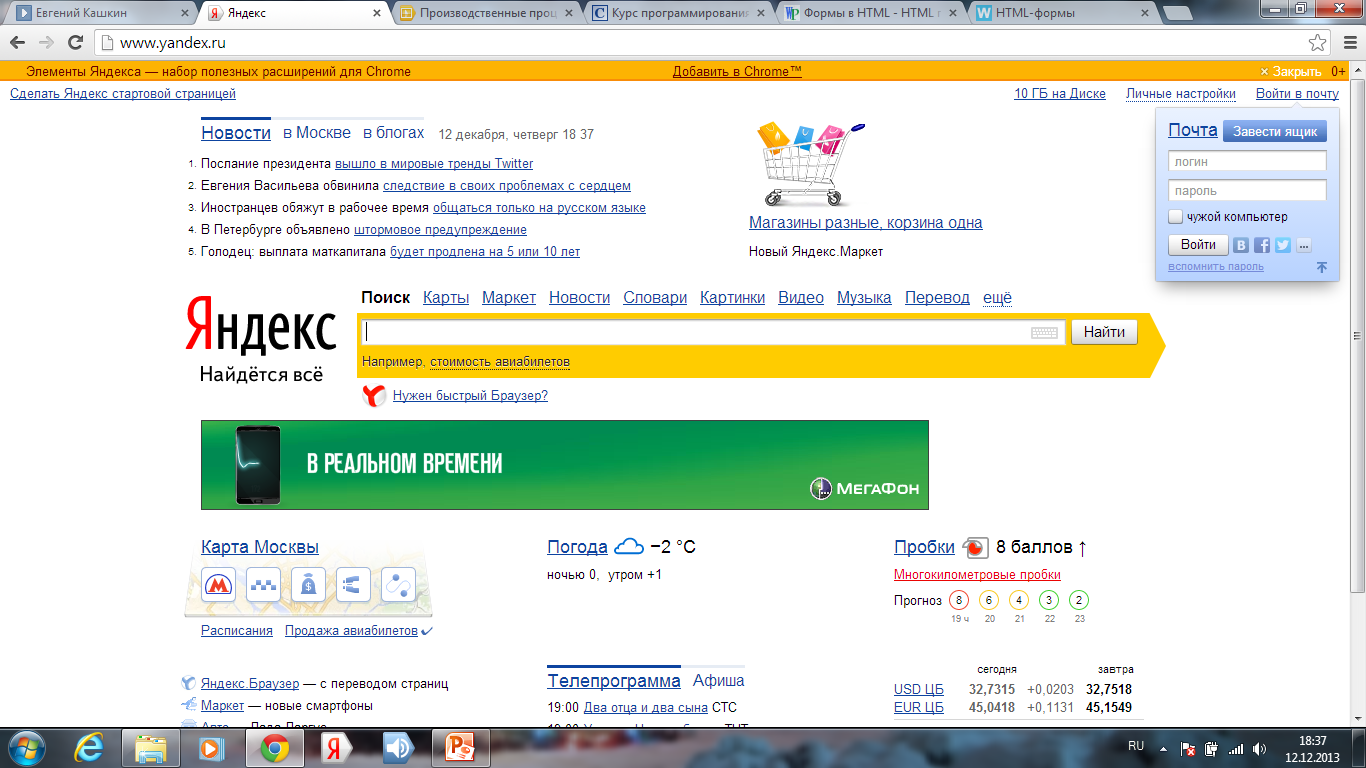 Евгений Кашкин
Яндекс
Производственные проц
Курс программирования
Формы в HTML - HTML
HTML-формы
www.yandex.ru
Элементы Яндекса — набор полезных расширений для Chrome
Добавить в Chrome™
× Закрыть 0+
Сделать Яндекс стартовой страницей
10 ГБ на Диске Личные настройки Войти в почту
Новости в Москве в блогах 12 декабря, четверг 18 37
1. Послание президента вышло в мировые тренды Twitter
2. Евгения Васильева обвинила следствие в своих проблемах с сердцем
3. Иностранцев обяжут в рабочее время общаться только на русском языке
4. В Петербурге объявлено штормовое предупреждение
5. Голодец: выплата маткапитала будет продлена на 5 или 10 лет
Магазины разные, корзина одна
Новый Яндекс.Маркет
Почта Завести ящик
логин
пароль
чужой компьютер
Войти
вспомнить пароль
Яндекс
Найдётся всё
Поиск Карты Маркет Новости Словари Картинки Видео Музыка Перевод ещё
Найти
Например, стоимость авиабилетов
Нужен быстрый Браузер?
В РЕАЛЬНОМ ВРЕМЕНИ
МЕГАФОН
Карта Москвы
Расписания Продажа авиабилетов
Погода −2 °C
ночью 0, утром +1
Пробки 8 баллов ↑
Многокилометровые пробки
Прогноз 8 6 4 3 2
19 ч 20 21 22 23
Яндекс.Браузер — с переводом страниц
Маркет — новые смартфоны
Телепрограмма Афиша
19:00 Два отца и два сына СТС
сегодня завтра
USD ЦБ 32,7315 +0,0203 32,7518
EUR ЦБ 45,0418 +0,1131 45,1549
RU
18:37
12.12.2013